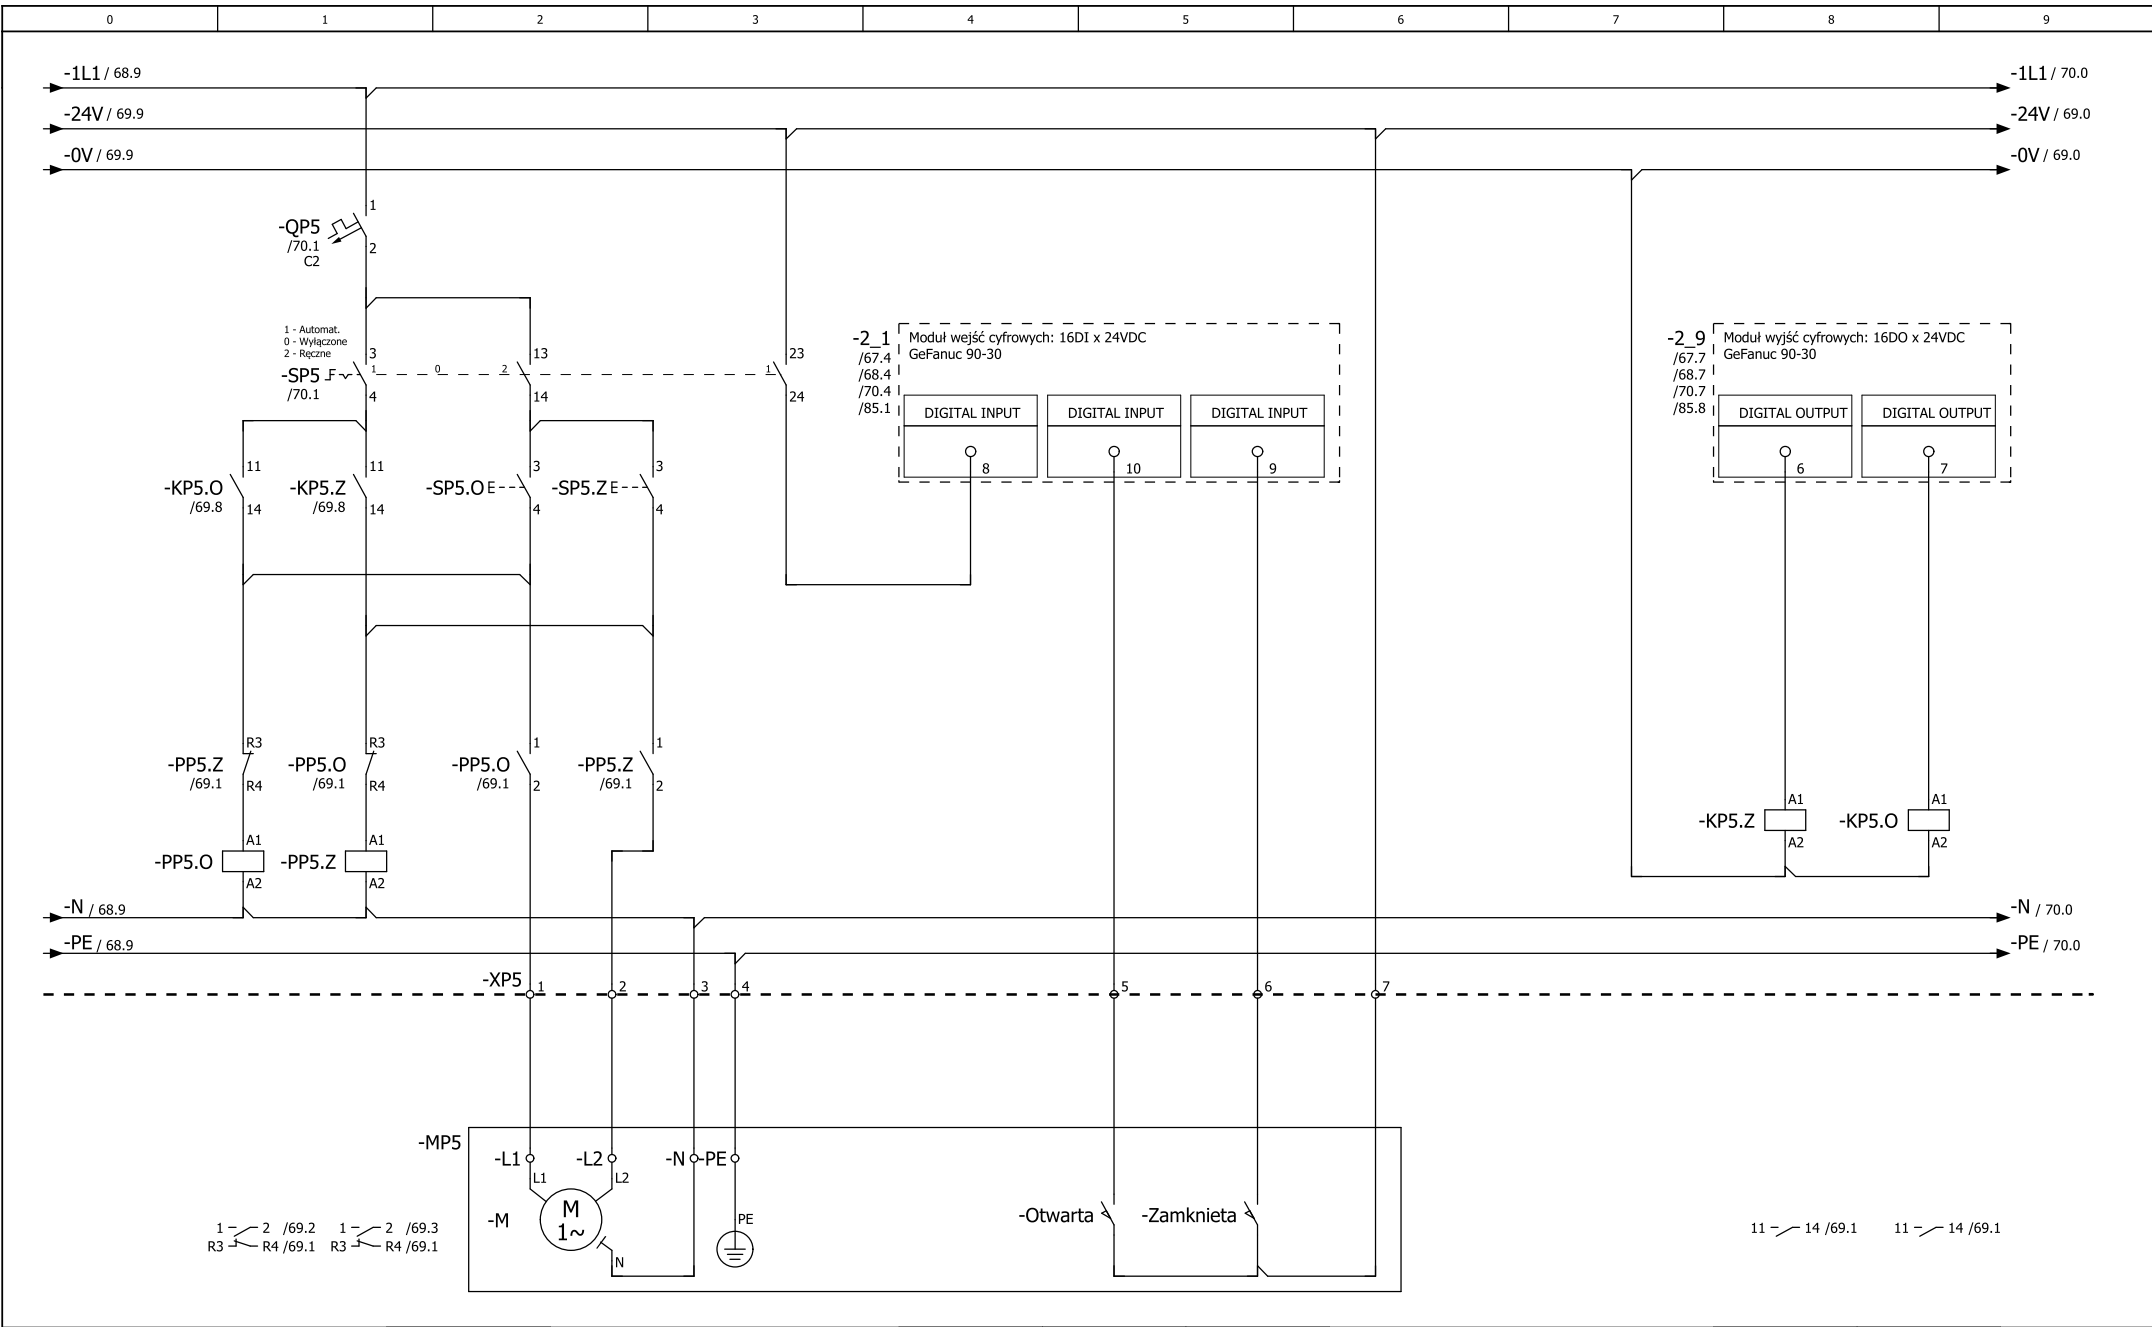 0 1 2 3 4 5 6 7 8 9
-1L1 / 68.9
-1L1 / 70.0
-24V / 69.9
-24V / 69.0
-0V / 69.9
-0V / 69.0
1
-QP5
/70.1
C2
2
1 - Automat.
0 - Wyłączone
2 - Ręczne
-SP5
/70.1
3
1
4
0
2
13
14
1
23
24
-2_1
/67.4
/68.4
/70.4
/85.1
Moduł wejść cyfrowych: 16DI x 24VDC
GeFanuc 90-30
DIGITAL INPUT
8
DIGITAL INPUT
10
DIGITAL INPUT
9
-2_9
/67.7
/68.7
/70.7
/85.8
Moduł wyjść cyfrowych: 16DO x 24VDC
GeFanuc 90-30
DIGITAL OUTPUT
6
DIGITAL OUTPUT
7
-KP5.O
/69.8
11
14
-KP5.Z
/69.8
11
14
-SP5.O E
3
4
-SP5.Z E
3
4
-PP5.Z
/69.1
R3
R4
-PP5.O
/69.1
R3
R4
-PP5.O
/69.1
1
2
-PP5.Z
/69.1
1
2
-PP5.O
A1
A2
-PP5.Z
A1
A2
-KP5.Z
A1
A2
-KP5.O
A1
A2
-N / 68.9
-N / 70.0
-PE / 68.9
-PE / 70.0
-XP5
1 2 3 4 5 6 7
-MP5
-L1
-L2
-N
-PE
L1
L2
-M
M
1~
N
PE
-Otwarta
-Zamknieta
1 2 /69.2
R3 R4 /69.1
1 2 /69.3
R3 R4 /69.1
11 14 /69.1
11 14 /69.1